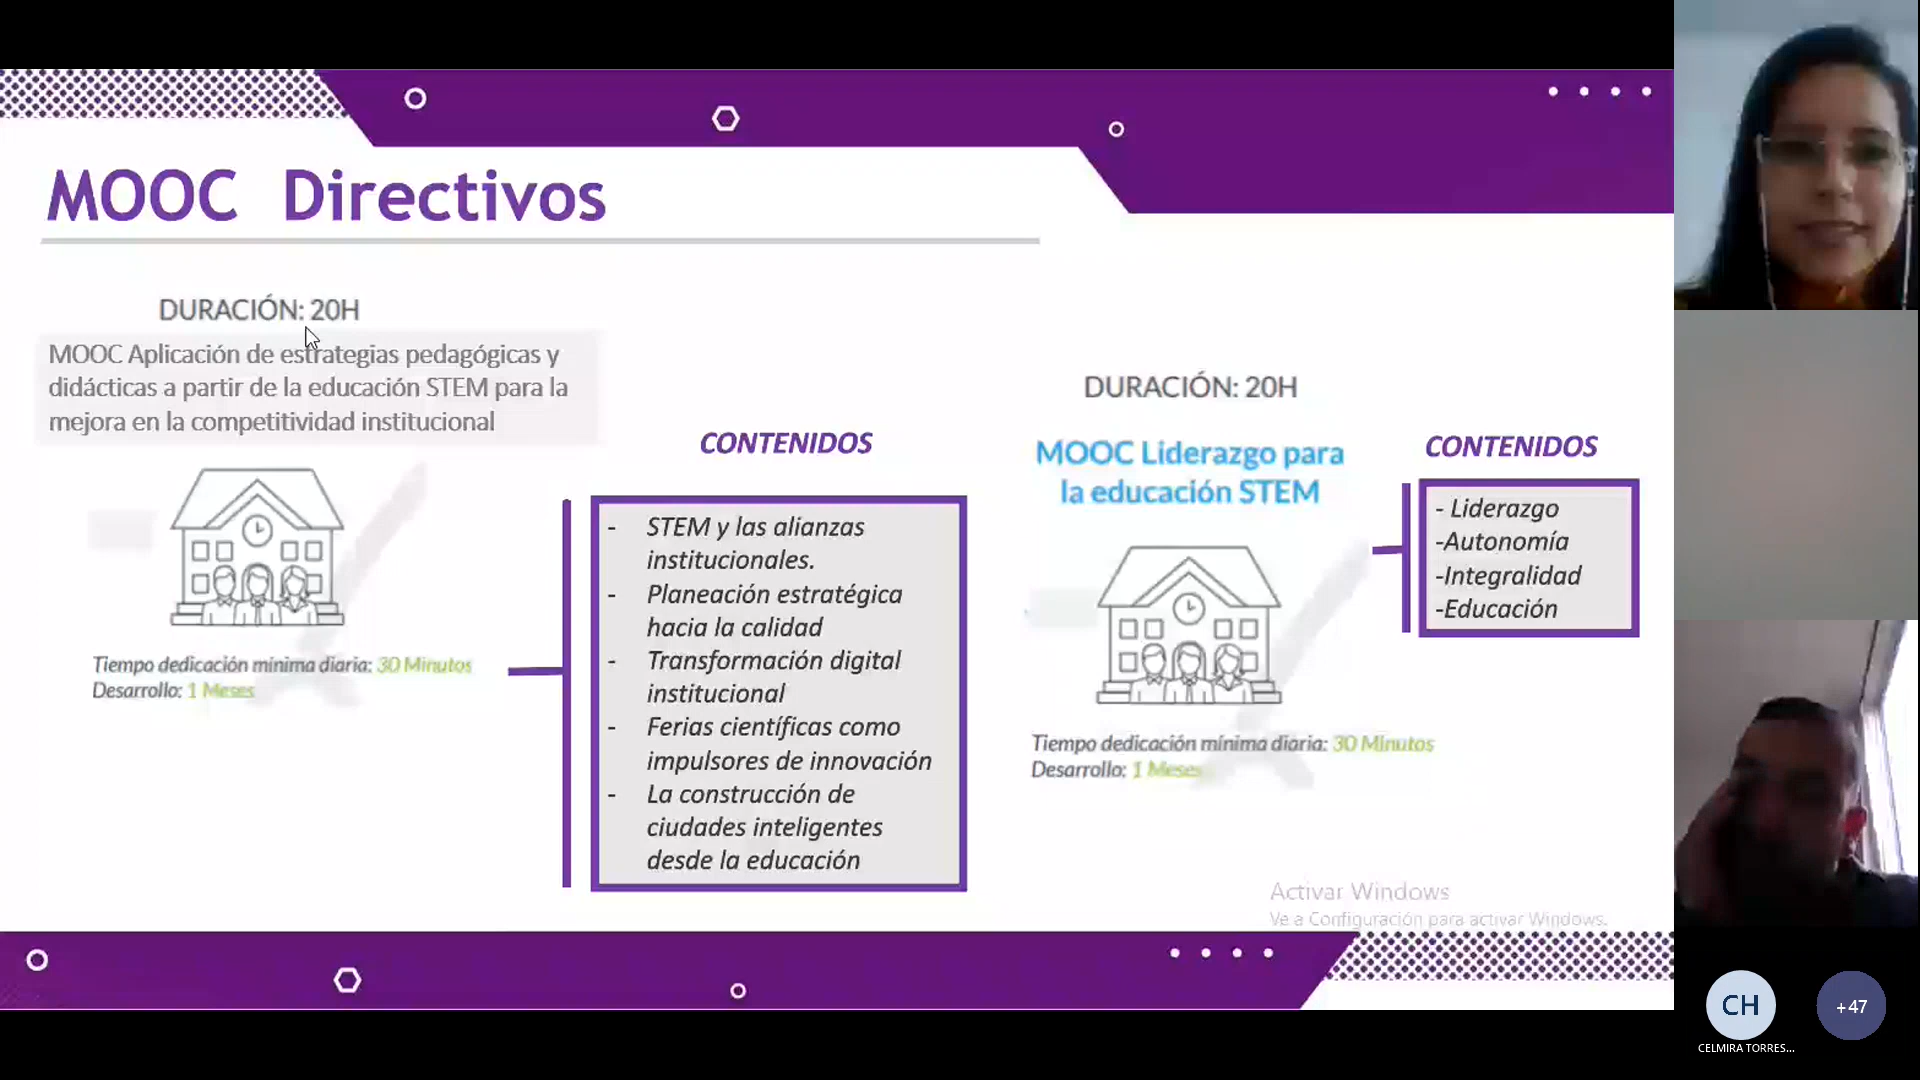 MOOC Directivos
DURACIÓN: 20H
MOOC Aplicación de estrategias pedagógicas y
didácticas a partir de la educación STEM para la
mejora en la competitividad institucional
Tiempo dedicación mínima diaria: 30 Minutos
Desarrollo: 1 Meses
CONTENIDOS
- STEM y las alianzas
institucionales.
- Planeación estratégica
hacia la calidad
- Transformación digital
institucional
- Ferias científicas como
impulsores de innovación
- La construcción de
ciudades inteligentes
desde la educación
DURACIÓN: 20H
MOOC Liderazgo para
la educación STEM
Tiempo dedicación mínima diaria: 30 Minutos
Desarrollo: 1 Meses
CONTENIDOS
- Liderazgo
-Autonomía
-Integralidad
-Educación
Activar Windows
Ve a Configuración para activar Windows.
CH
+47
CELMIRA TORRES...